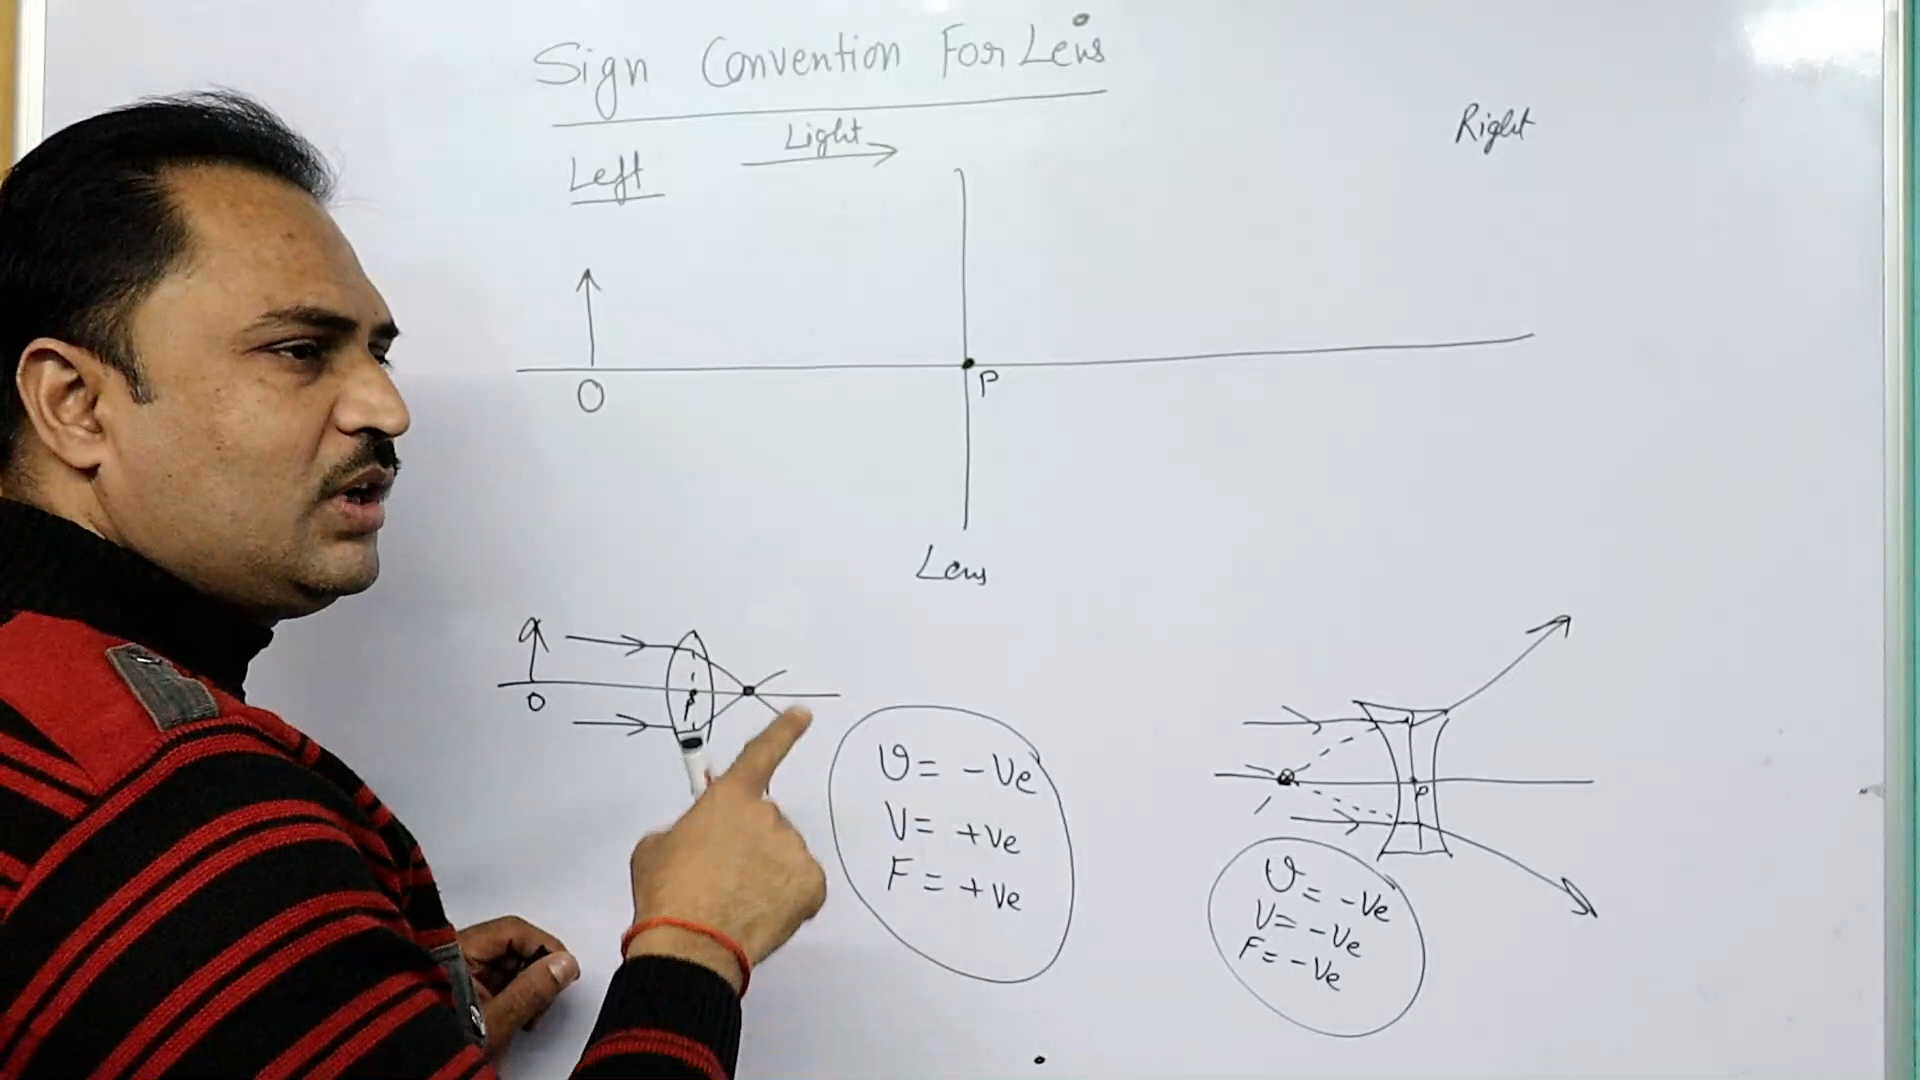 Sign Convention For Lens
Light
Left
Right
O
P
Lens
O
P
U = -Ve
V = +Ve
F = +Ve
P
U = -Ve
V = -Ve
F = -Ve